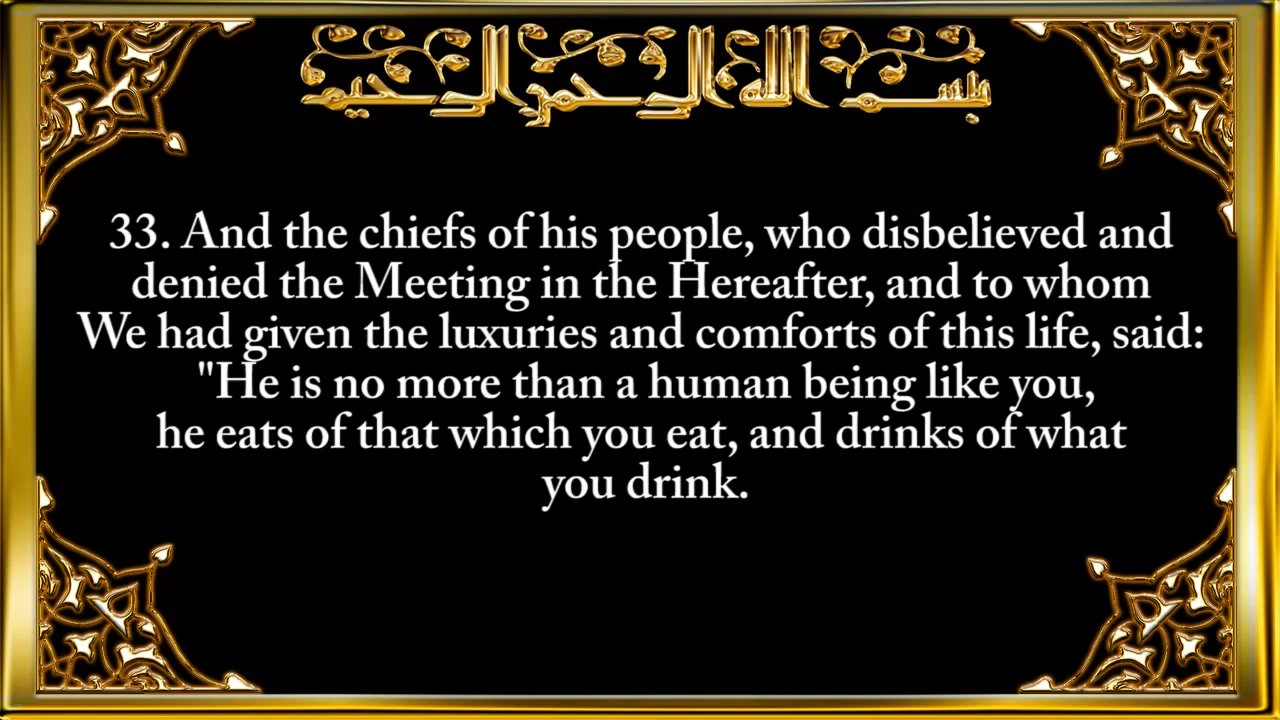 بسم الله الرحمن الرحيم
33. And the chiefs of his people, who disbelieved and
denied the Meeting in the Hereafter, and to whom
We had given the luxuries and comforts of this life, said:
"He is no more than a human being like you,
he eats of that which you eat, and drinks of what
you drink.